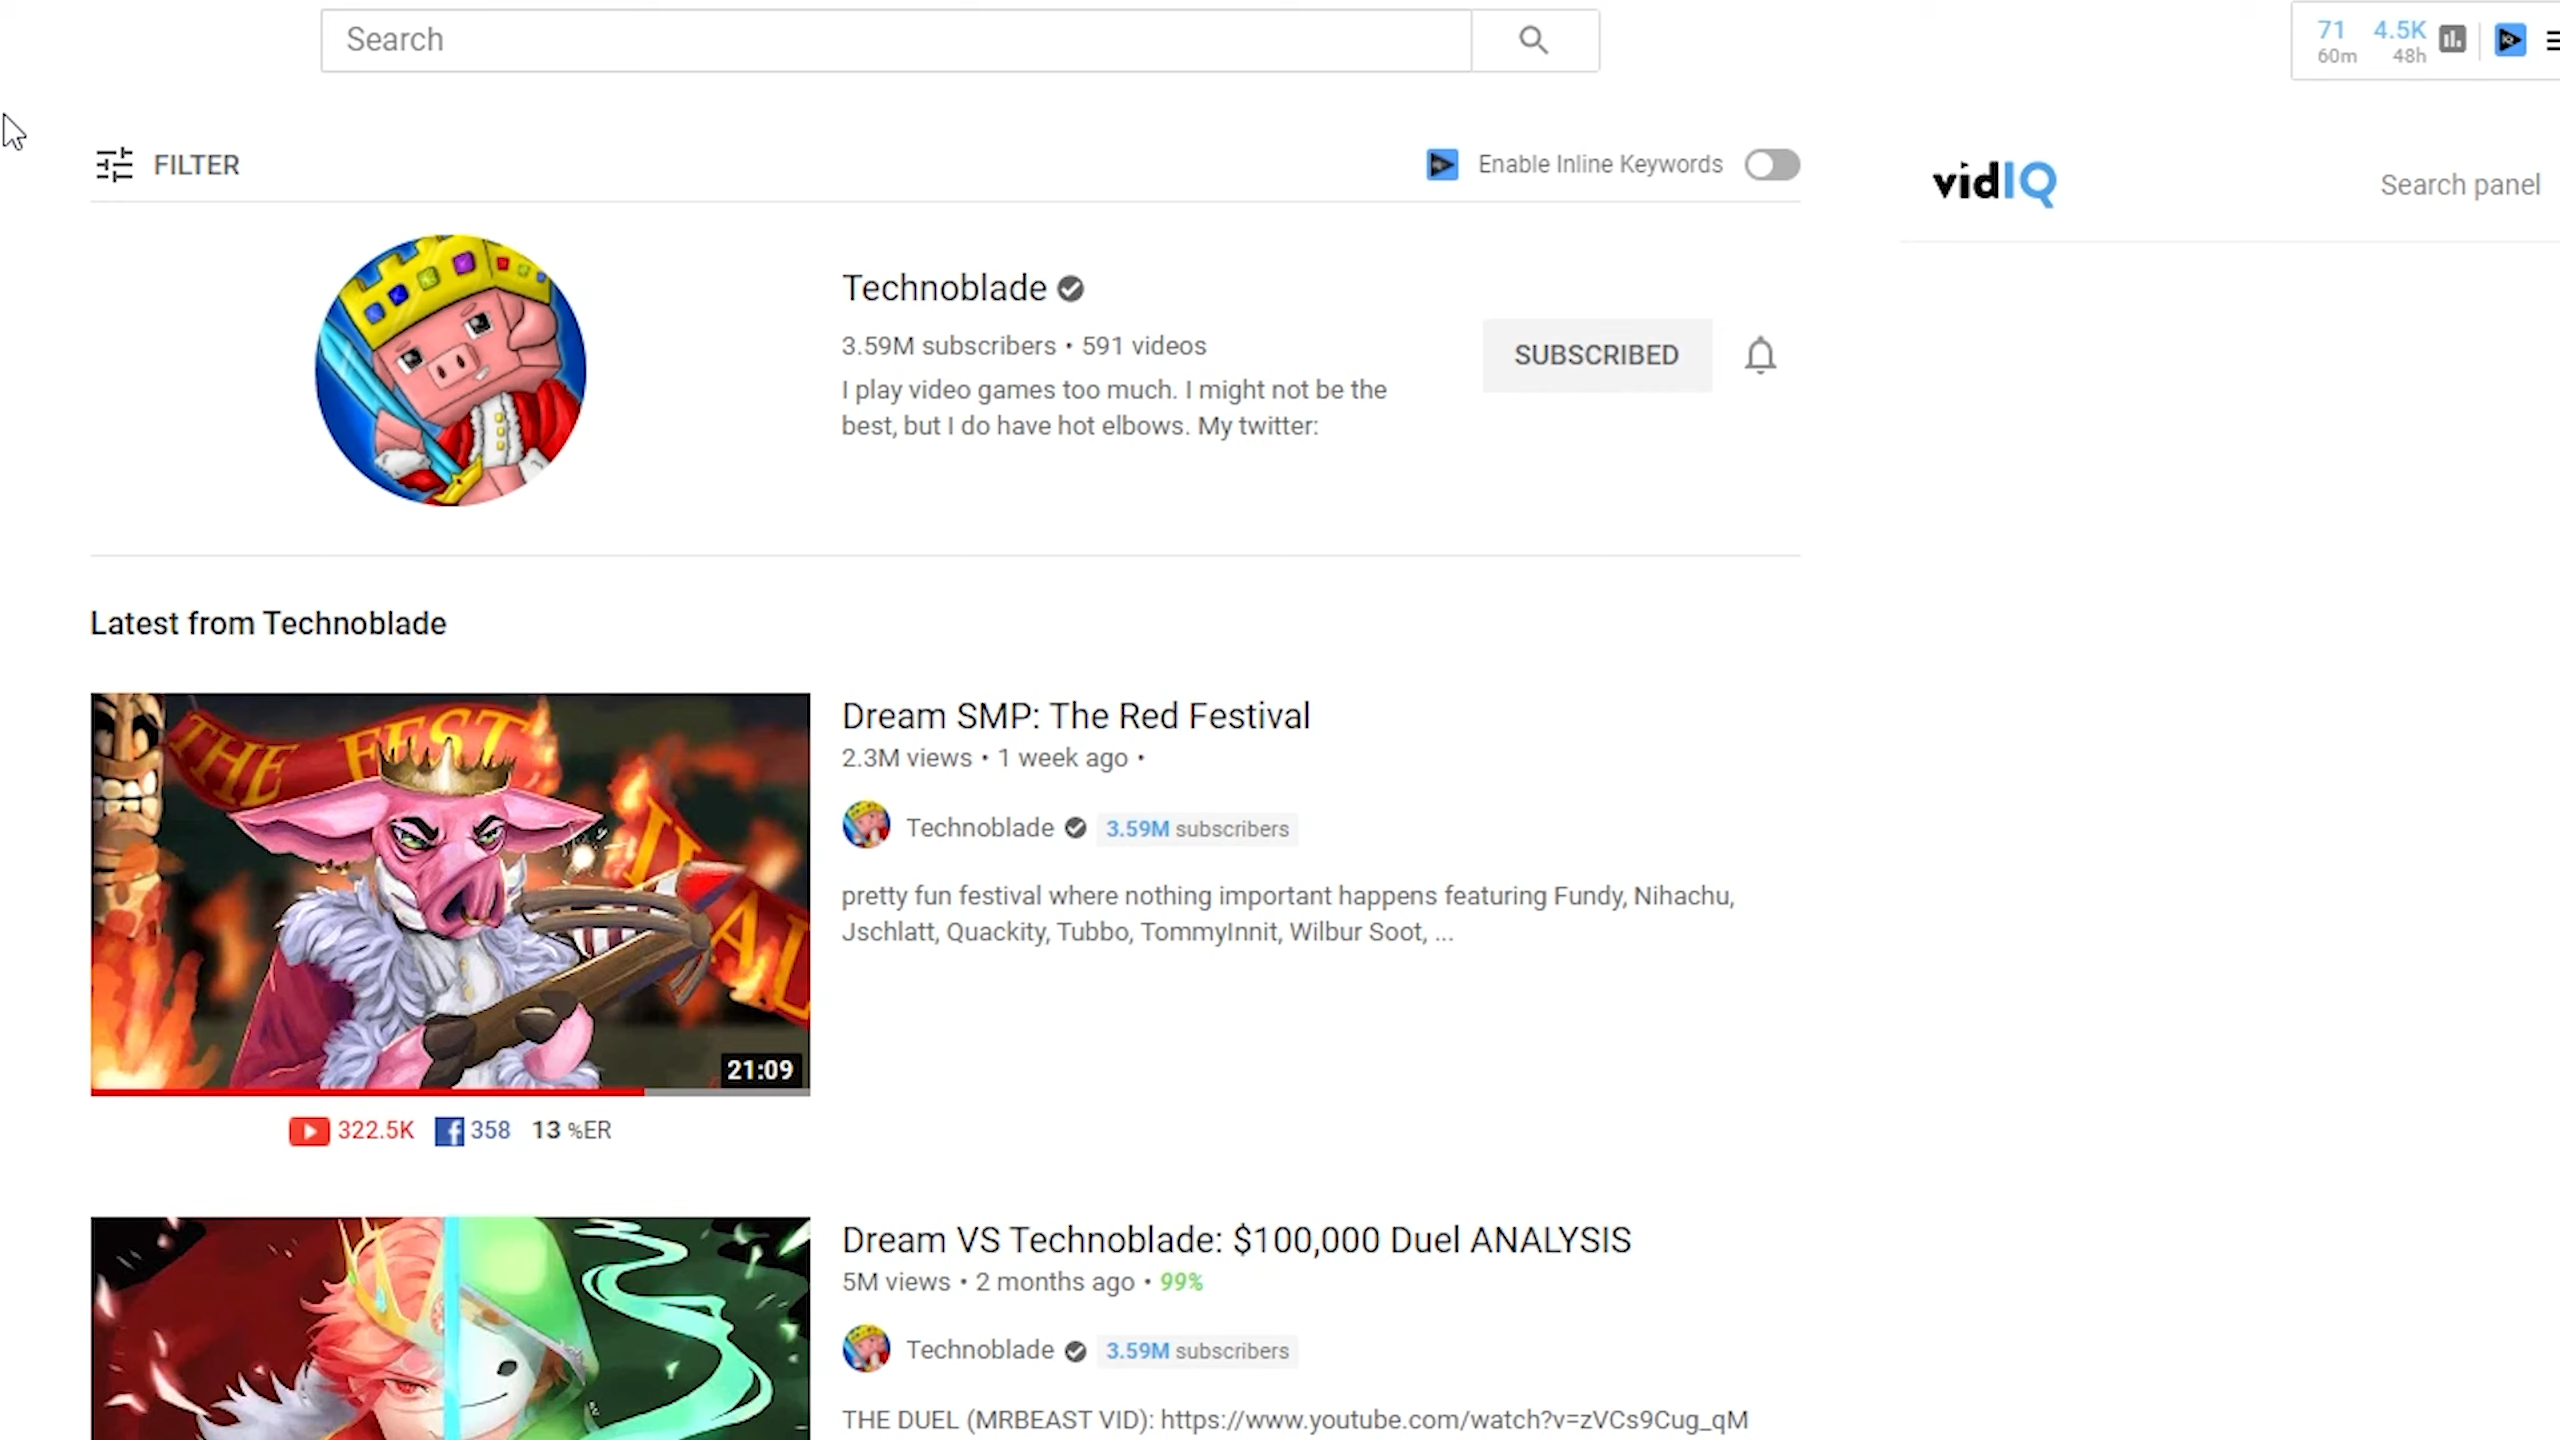 Search
71 4.5K
60m 48h
FILTER
Enable Inline Keywords
vidIQ
Search panel
Technoblade
3.59M subscribers • 591 videos
SUBSCRIBED
I play video games too much. I might not be the
best, but I do have hot elbows. My twitter:
Latest from Technoblade
THE FESTIVAL
21:09
322.5K 358 13 %ER
Dream SMP: The Red Festival
2.3M views • 1 week ago •
Technoblade 3.59M subscribers
pretty fun festival where nothing important happens featuring Fundy, Nihachu,
Jschlatt, Quackity, Tubbo, TommyInnit, Wilbur Soot, ...
Dream VS Technoblade: $100,000 Duel ANALYSIS
5M views • 2 months ago • 99%
Technoblade 3.59M subscribers
THE DUEL (MRBEAST VID): https://www.youtube.com/watch?v=zVCs9Cug_qM